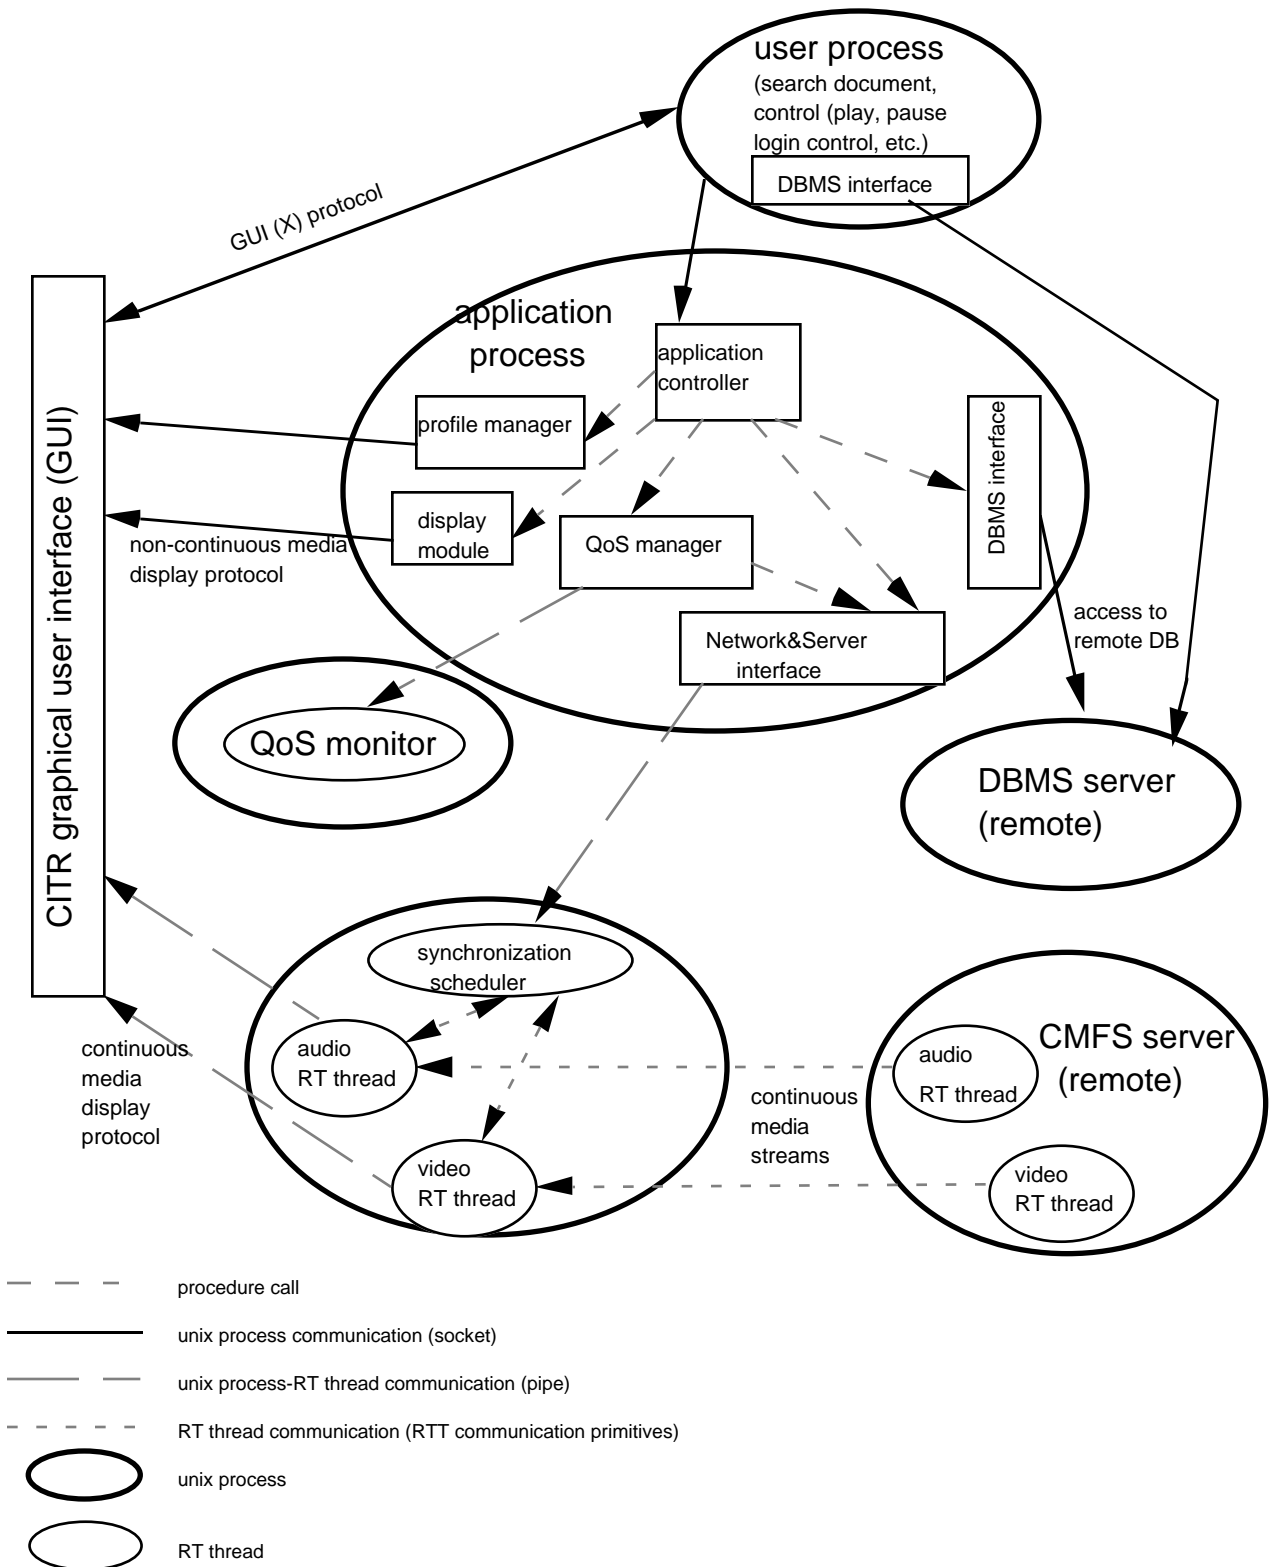 user process
(search document,
control (play, pause
login control, etc.)
DBMS interface
GUI (X) protocol
application
process
application
controller
profile manager
DBMS interface
CITR graphical user interface (GUI)
display
module
QoS manager
non-continuous media
display protocol
access to
remote DB
Network&Server
interface
QoS monitor
DBMS server
(remote)
synchronization
scheduler
continuous
media
display
protocol
audio
RT thread
CMFS server
(remote)
audio
RT thread
continuous
media
streams
video
RT thread
video
RT thread
procedure call
unix process communication (socket)
unix process-RT thread communication (pipe)
RT thread communication (RTT communication primitives)
unix process
RT thread